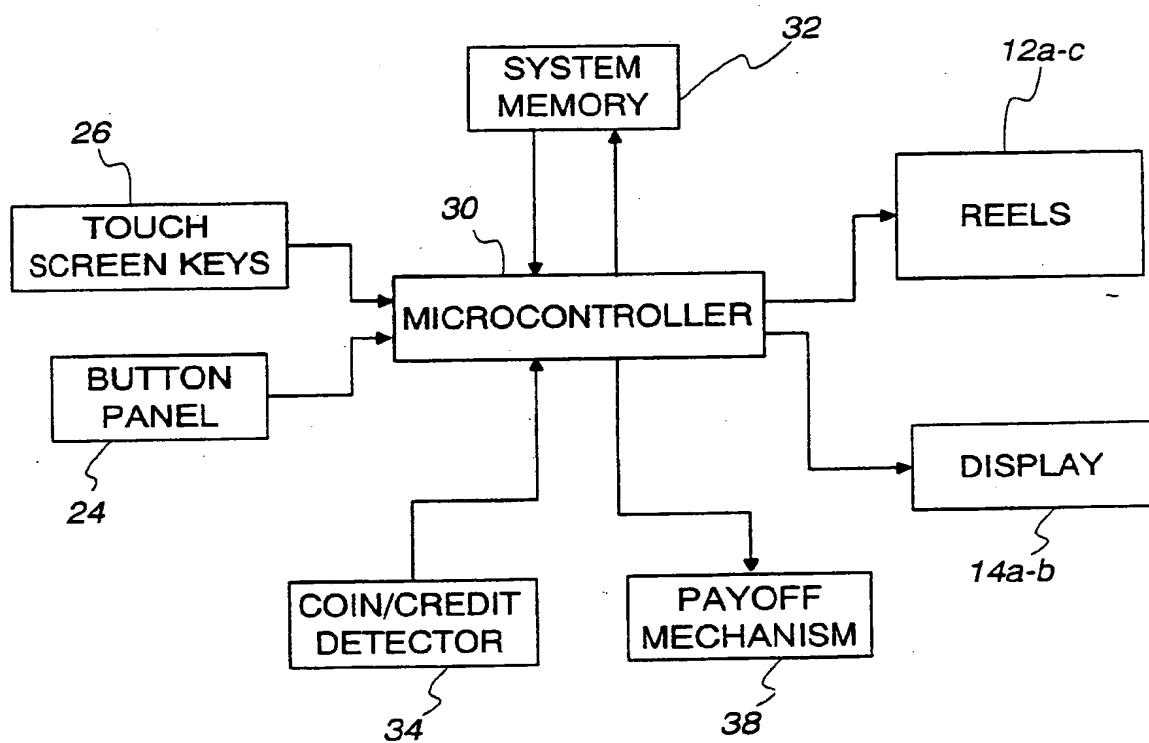 32
SYSTEM
MEMORY
12a-c
26
REELS
TOUCH
SCREEN KEYS
30
MICROCONTROLLER
BUTTON
PANEL
24
DISPLAY
14a-b
COIN/CREDIT
DETECTOR
34
PAYOFF
MECHANISM
38